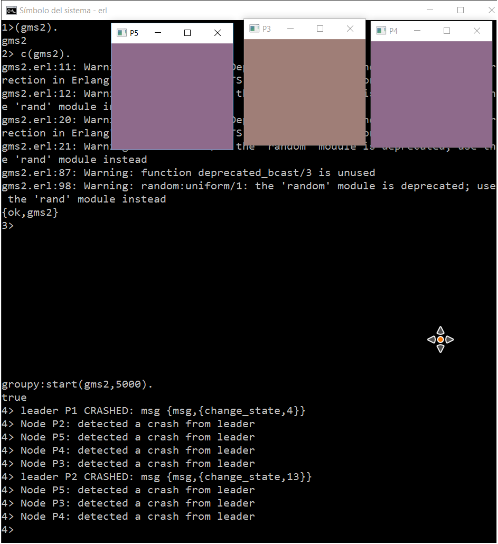 Símbolo del sistema - erl
P5
P3
P4
1>(gms2).
gms2
2> c(gms2).
gms2.erl:11: Warni
rection in Erlang
gms2.erl:12: Warni
e 'rand' module in
gms2.erl:20: Warni
rection in Erlang
gms2.erl:21: Warni the 'random' module is deprecated; use th
e 'rand' module instead
gms2.erl:87: Warning: function deprecated_bcast/3 is unused
gms2.erl:98: Warning: random:uniform/1: the 'random' module is deprecated; use
the 'rand' module instead
{ok,gms2}
3>
groupy:start(gms2,5000).
true
4> leader P1 CRASHED: msg {msg,{change_state,4}}
4> Node P2: detected a crash from leader
4> Node P5: detected a crash from leader
4> Node P4: detected a crash from leader
4> Node P3: detected a crash from leader
4> leader P2 CRASHED: msg {msg,{change_state,13}}
4> Node P5: detected a crash from leader
4> Node P3: detected a crash from leader
4> Node P4: detected a crash from leader
4>